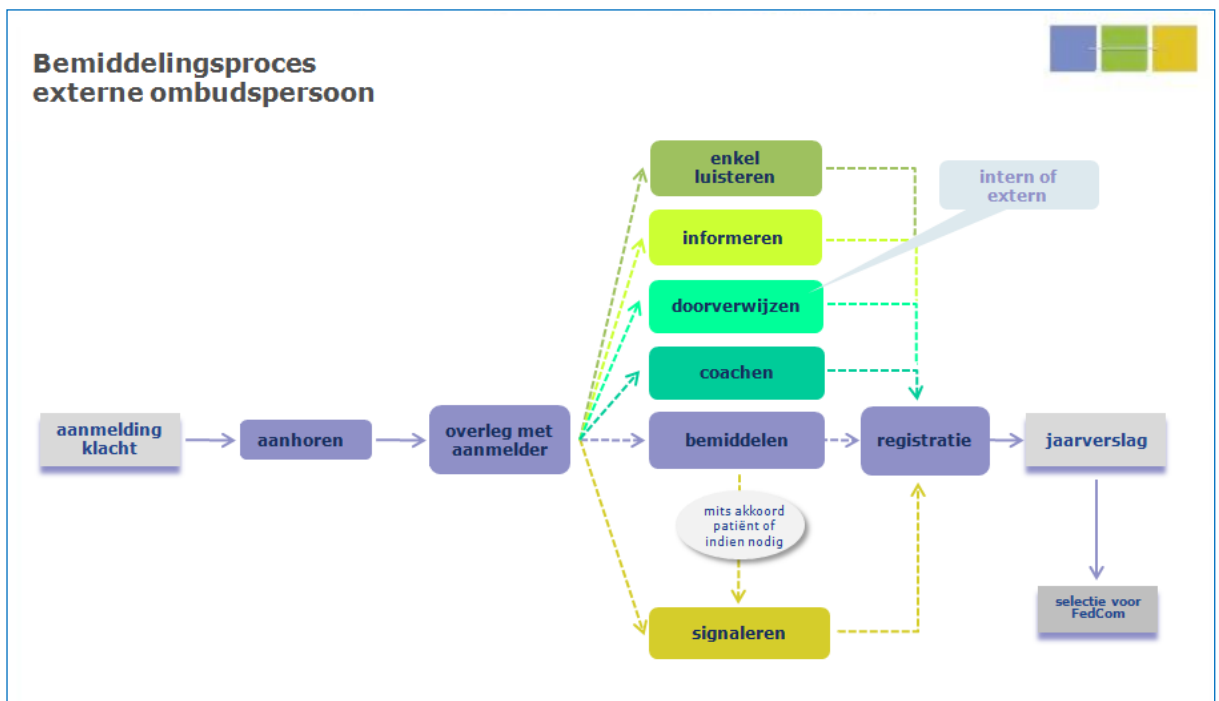 Bemiddelingsproces
externe ombudspersoon
enkel
luisteren
intern of
extern
informeren
doorverwijzen
coachen
aanmelding
klacht
aanhoren
overleg met
aanmelder
bemiddelen
registratie
jaarverslag
mits akkoord
patiënt of
indien nodig
selectie voor
FedCom
signaleren